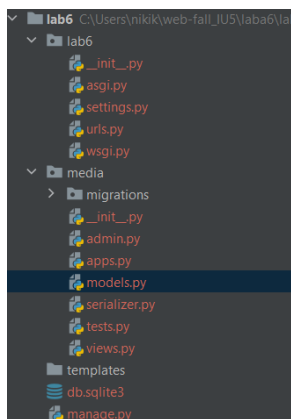 lab6 C:\Users\nikik\web-fall_IU5\laba6\la
lab6
__init__.py
asgi.py
settings.py
urls.py
wsgi.py
media
migrations
__init__.py
admin.py
apps.py
models.py
serializer.py
tests.py
views.py
templates
db.sqlite3
manage.py